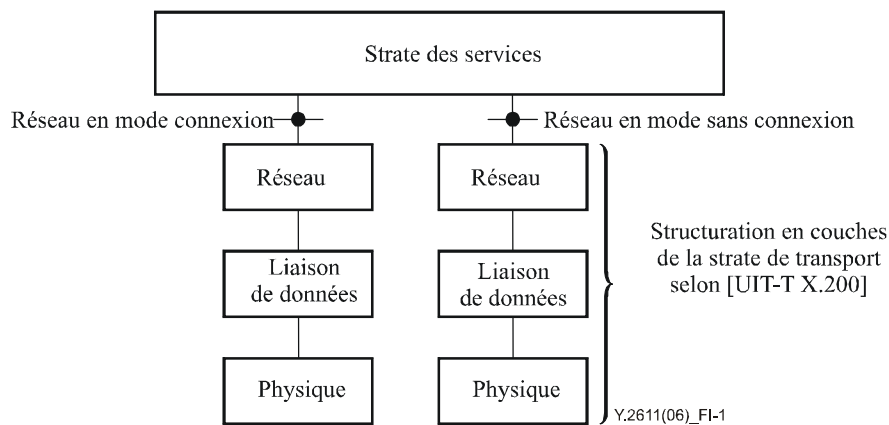 Strate des services
Réseau en mode connexion
Réseau en mode sans connexion
Réseau
Réseau
Liaison
de données
Liaison
de données
Physique
Physique
Structuration en couches
de la strate de transport
selon [UIT-T X.200]
Y.2611(06)_FI-1